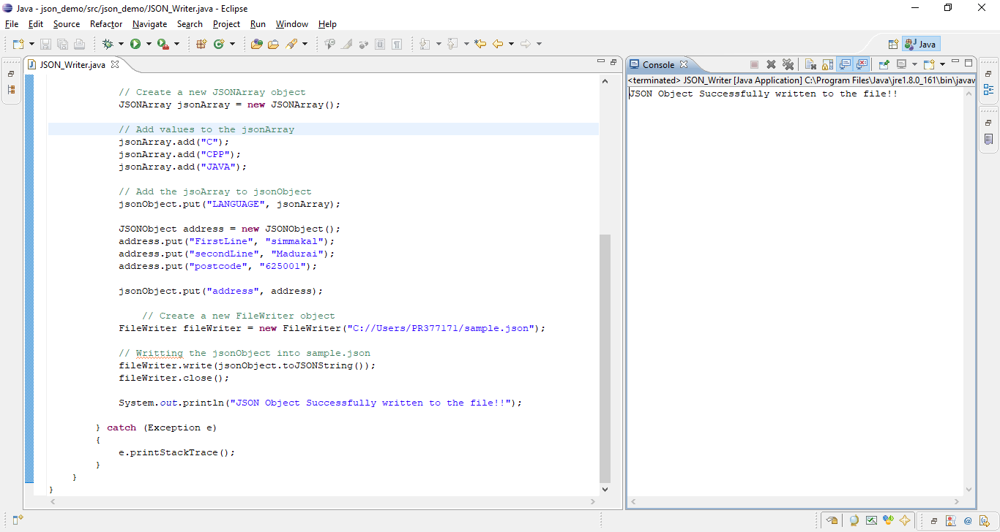 Java - json_demo/src/json_demo/JSON_Writer.java - Eclipse
File Edit Source Refactor Navigate Search Project Run Window Help
Java
JSON_Writer.java
// Create a new JSONArray object
JSONArray jsonArray = new JSONArray();
// Add values to the jsonArray
jsonArray.add("C");
jsonArray.add("CPP");
jsonArray.add("JAVA");
// Add the jsoArray to jsonObject
jsonObject.put("LANGUAGE", jsonArray);
JSONObject address = new JSONObject();
address.put("FirstLine", "simmakal");
address.put("secondLine", "Madurai");
address.put("postcode", "625001");
jsonObject.put("address", address);
// Create a new FileWriter object
FileWriter fileWriter = new FileWriter("C://Users/PR377171/sample.json");
// Writting the jsonObject into sample.json
fileWriter.write(jsonObject.toJSONString());
fileWriter.close();
System.out.println("JSON Object Successfully written to the file!!");
} catch (Exception e)
{
e.printStackTrace();
}
}
}
Console
<terminated> JSON_Writer [Java Application] C:\Program Files\Java\jre1.8.0_161\bin\javaw
JSON Object Successfully written to the file!!